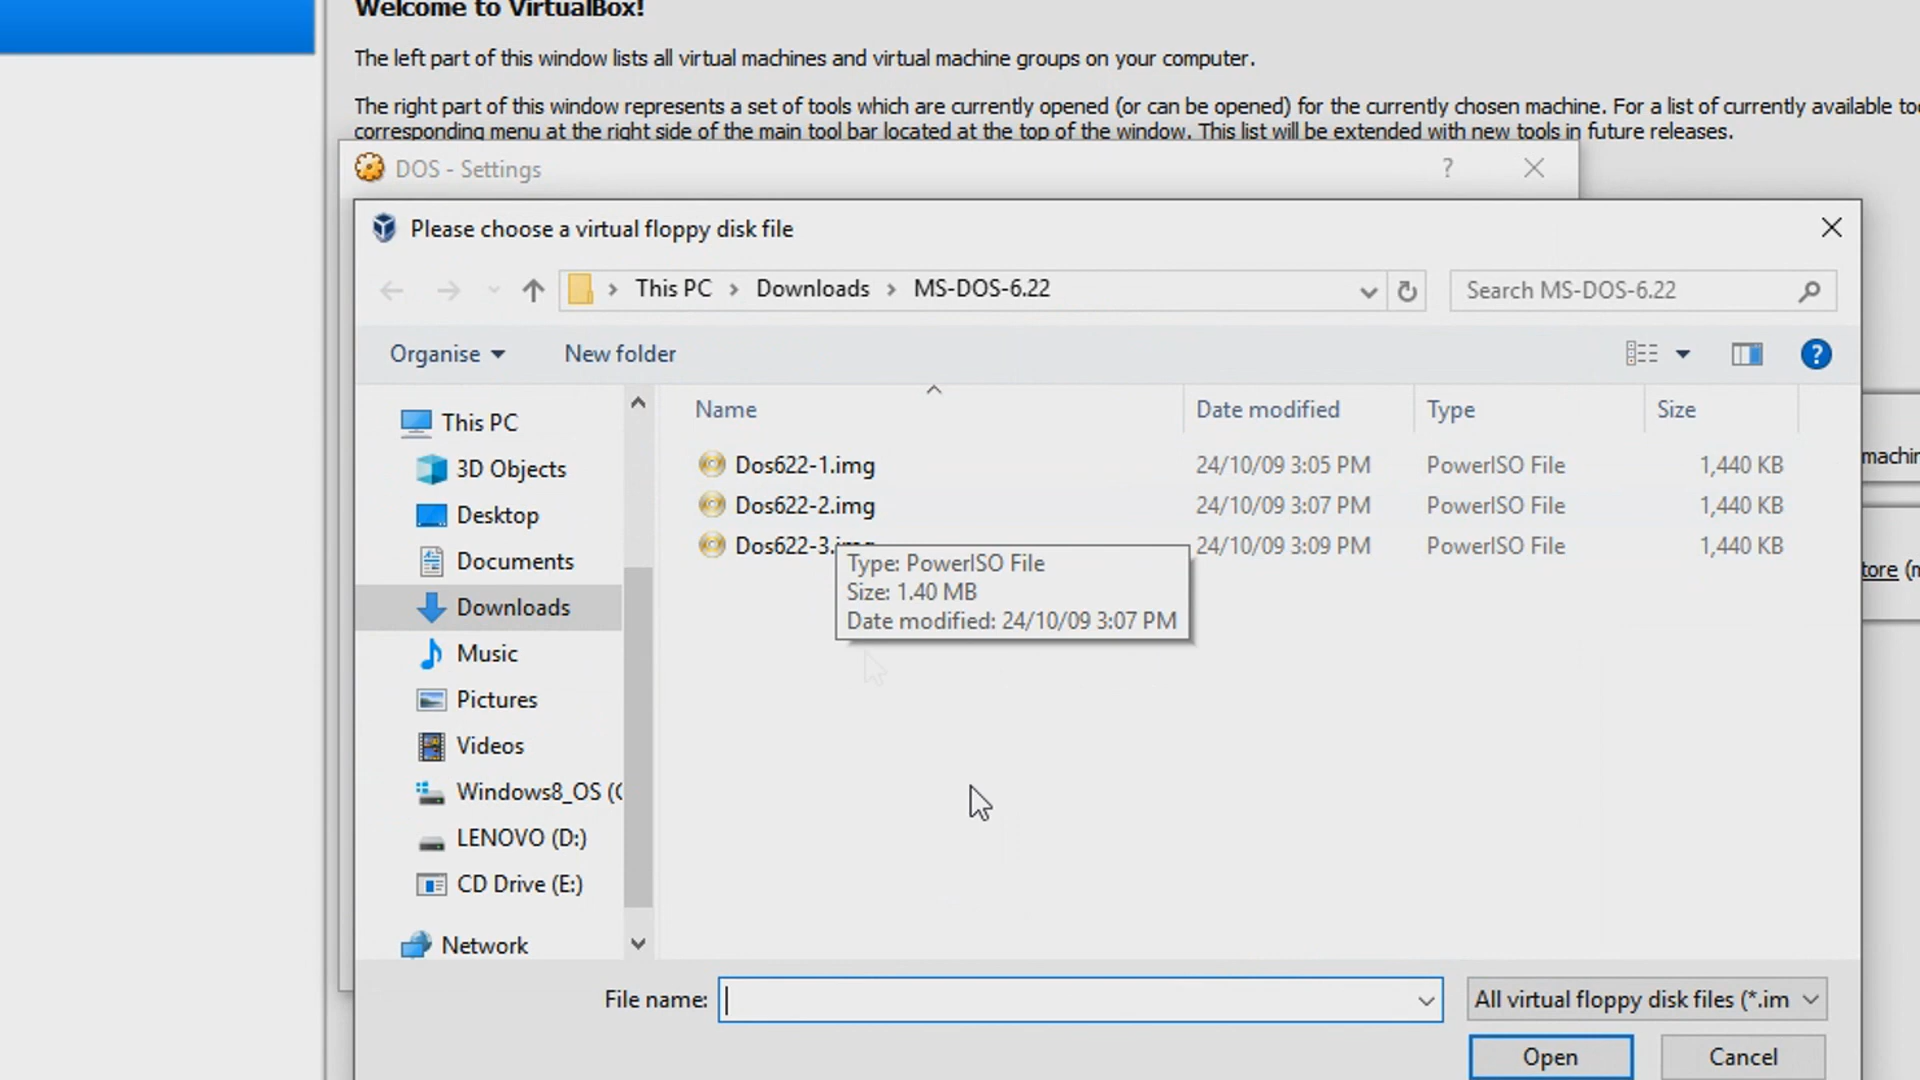 Welcome to VirtualBox!
The left part of this window lists all virtual machines and virtual machine groups on your computer.
The right part of this window represents a set of tools which are currently opened (or can be opened) for the currently chosen machine. For a list of currently available
corresponding menu at the right side of the main tool bar located at the top of the window. This list will be extended with new tools in future releases.
DOS - Settings
?
Please choose a virtual floppy disk file
This PC > Downloads > MS-DOS-6.22
Search MS-DOS-6.22
Organise
New folder
?
Name Date modified Type Size
This PC
3D Objects
Desktop
Documents
Downloads
Music
Pictures
Videos
Windows8_OS (
LENOVO (D:)
CD Drive (E:)
Network
Dos622-1.img 24/10/09 3:05 PM PowerISO File 1,440 KB
Dos622-2.img 24/10/09 3:07 PM PowerISO File 1,440 KB
Dos622-3.img 24/10/09 3:09 PM PowerISO File 1,440 KB
Type: PowerISO File
Size: 1.40 MB
Date modified: 24/10/09 3:07 PM
File name:
All virtual floppy disk files (*.im
Open
Cancel